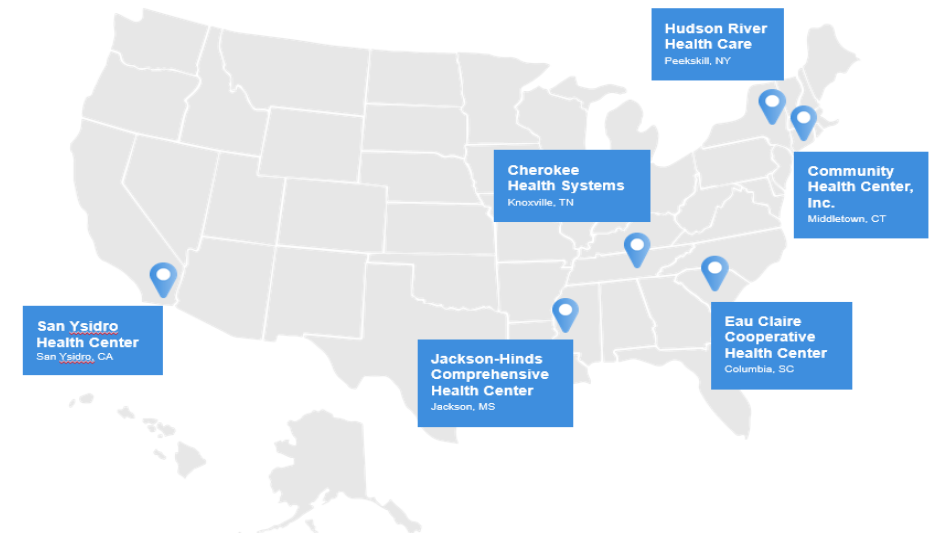 Hudson River
Health Care
Peekskill, NY
Cherokee
Health Systems
Knoxville, TN
Community
Health Center,
Inc.
Middletown, CT
San Ysidro
Health Center
San Ysidro, CA
Eau Claire
Cooperative
Health Center
Columbia, SC
Jackson-Hinds
Comprehensive
Health Center
Jackson, MS